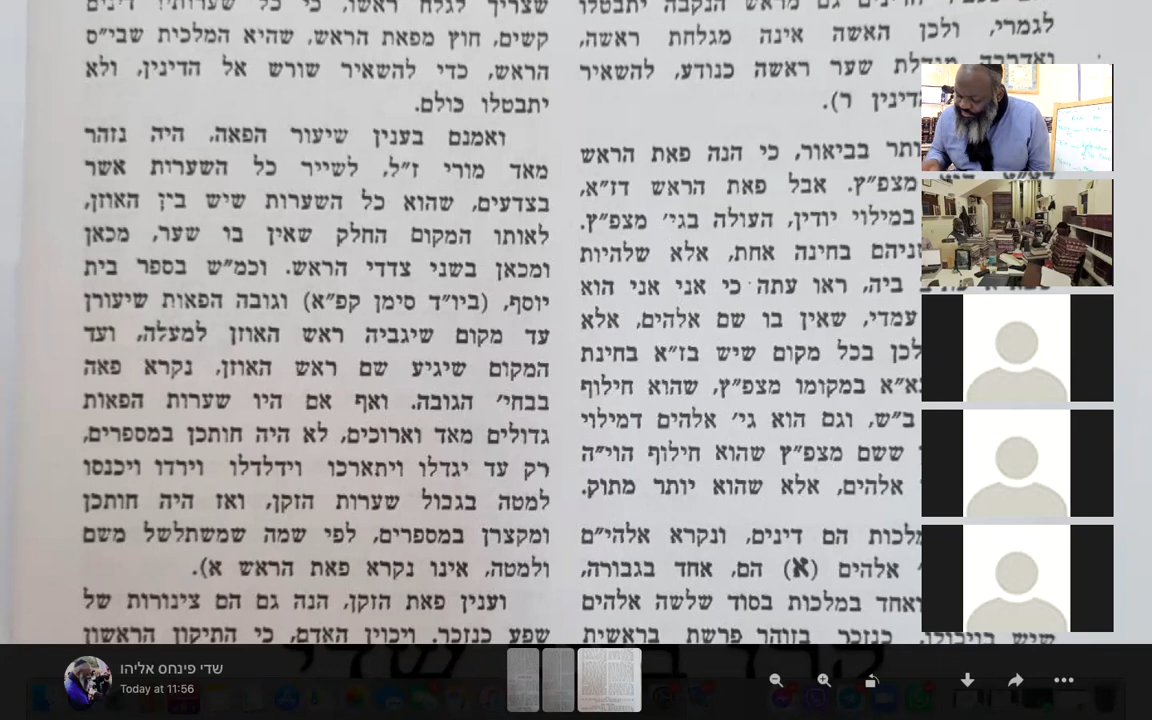 לגמרי, ולכן האשה אינה מגלחת ראשה,
ואדרבה מגדלת שער ראשה כנודע, להשאיר
הדינין ר).
יותר בביאור, כי הנה פאת הראש
מצפ״ץ. אבל פאת הראש דז״א,
במילוי יודין, העולה בגי׳ מצפ״ץ.
שניהם בחינה אחת, אלא שלהיות
ביה, ראו עתה כי אני אני הוא
עמדי, שאין בו שם אלהים, אלא
לכן בכל מקום שיש בז״א בחינת
במקומו מצפ״ץ, שהוא חילוף
ב״ש, וגם הוא גי׳ אלהים דמילוי
ששם מצפ״ץ שהוא חילוף הוי״ה
אלהים, אלא שהוא יותר מתוק.
מלכות הם דינים, ונקרא אלהי״ם
אלהים (א) הם, אחד בגבורה,
ואחד במלכות בסוד שלשה אלהים
כנזכר בזוהר פרשת בראשית
שצריך לגלח ראשו, כי כל שערותיו דינים
קשים, חוץ מפאת הראש, שהיא המלכית שבי״ס
הראש, כדי להשאיר שורש אל הדינין, ולא
יתבטלו כולם.
ואמנם בענין שיעור הפאה, היה נזהר
מאד מורי ז״ל, לשייר כל השערות אשר
בצדעים, שהוא כל השערות שיש בין האוזן,
לאותו המקום החלק שאין בו שער, מכאן
ומכאן בשני צדדי הראש. וכמ״ש בספר בית
יוסף, (ביו״ד סימן קפ״א) וגובה הפאות שיעורן
עד מקום שיגביה ראש האוזן למעלה, ועד
המקום שיגיע שם ראש האוזן, נקרא פאה
בבחי׳ הגובה. ואף אם היו שערות הפאות
גדולים מאד וארוכים, לא היה חותכן במספרים,
רק עד יגדלו ויתארכו וידלדלו וירדו ויכנסו
למטה בגבול שערות הזקן, ואז היה חותכן
ומקצרן במספרים, לפי שמה שמשתלשל משם
ולמטה, אינו נקרא פאת הראש א).
וענין פאת הזקן, הנה גם הם צינורות של
שפע כנזכר. ויכוין האדם, כי התיקון הראשון
שדי פינחס אליהו
Today at 11:56